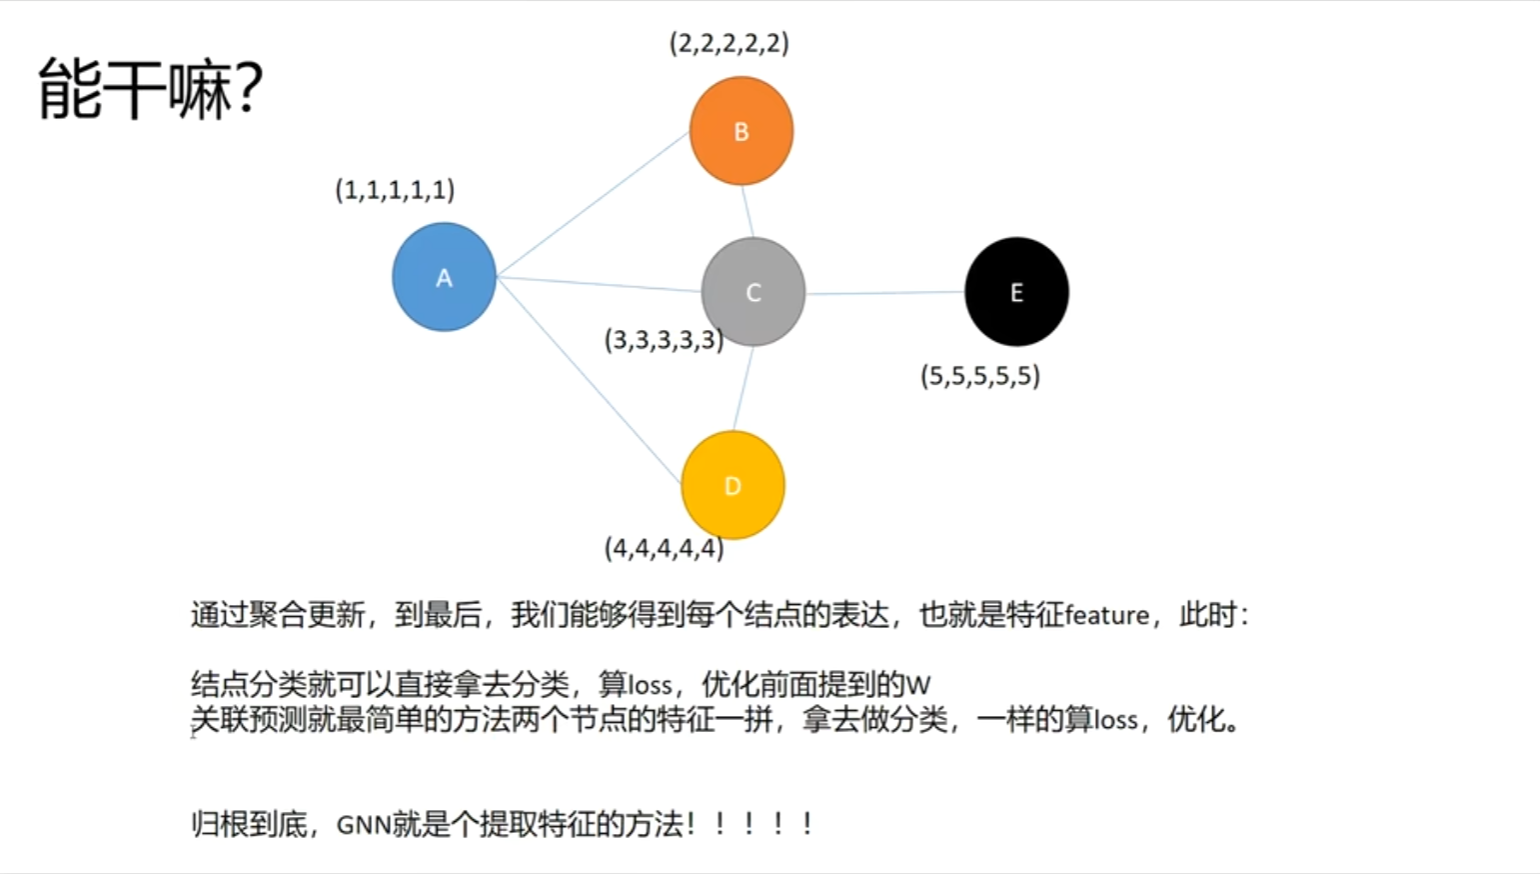 能干嘛？
(2,2,2,2,2)
B
(1,1,1,1,1)
A
C
E
(3,3,3,3,3)
(5,5,5,5,5)
D
(4,4,4,4,4)
通过聚合更新，到最后，我们能够得到每个结点的表达，也就是特征feature，此时：
结点分类就可以直接拿去分类，算loss，优化前面提到的W
关联预测就最简单的方法两个节点的特征一拼，拿去做分类，一样的算loss，优化。
归根到底，GNN就是个提取特征的方法！！！！！